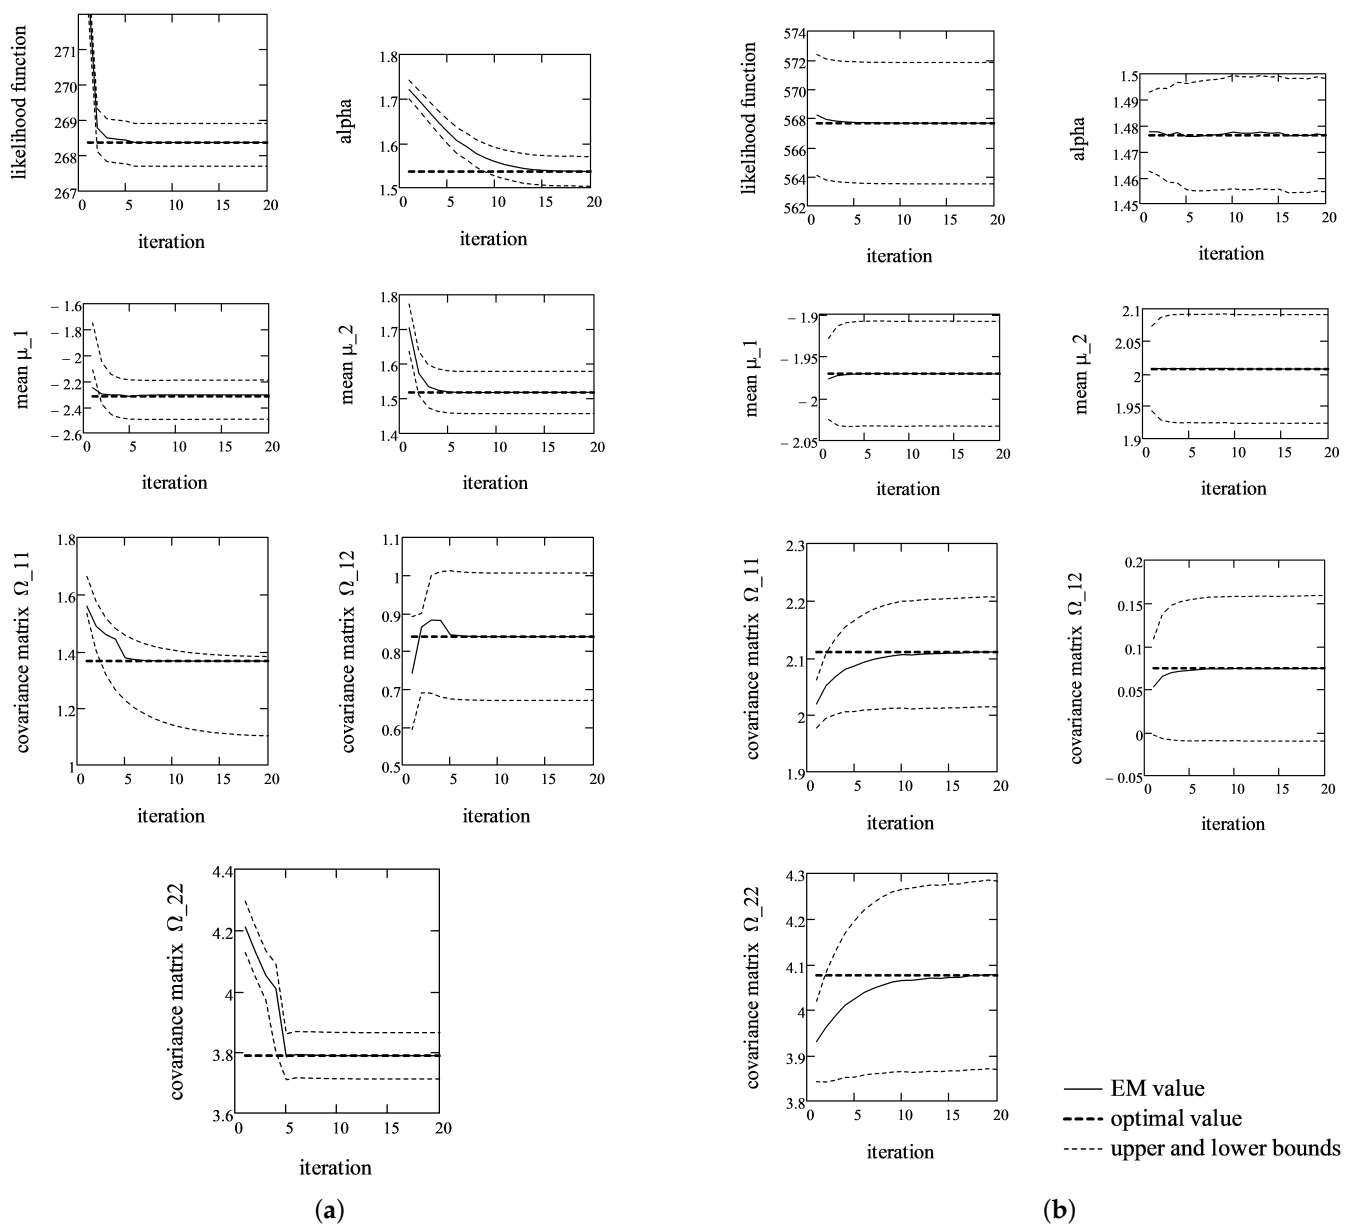 likelihood function
271
270
269
268
267
0 5 10 15 20
iteration
alpha
1.8
1.7
1.6
1.5
0 5 10 15 20
iteration
mean μ_1
− 1.6
− 1.8
− 2
− 2.2
− 2.4
− 2.6
0 5 10 15 20
iteration
mean μ_2
1.8
1.7
1.6
1.5
1.4
0 5 10 15 20
iteration
covariance matrix Ω_11
1.8
1.6
1.4
1.2
1
0 5 10 15 20
iteration
covariance matrix Ω_12
1.1
1
0.9
0.8
0.7
0.6
0.5
0 5 10 15 20
iteration
covariance matrix Ω_22
4.4
4.2
4
3.8
3.6
0 5 10 15 20
iteration
(a)
likelihood function
574
572
570
568
566
564
562
0 5 10 15 20
iteration
alpha
1.5
1.49
1.48
1.47
1.46
1.45
0 5 10 15 20
iteration
mean μ_1
− 1.9
− 1.95
− 2
− 2.05
0 5 10 15 20
iteration
mean μ_2
2.1
2.05
2
1.95
1.9
0 5 10 15 20
iteration
covariance matrix Ω_11
2.3
2.2
2.1
2
1.9
0 5 10 15 20
iteration
covariance matrix Ω_12
0.2
0.15
0.1
0.05
0
− 0.05
0 5 10 15 20
iteration
covariance matrix Ω_22
4.3
4.2
4.1
4
3.9
3.8
0 5 10 15 20
iteration
EM value
optimal value
upper and lower bounds
(b)